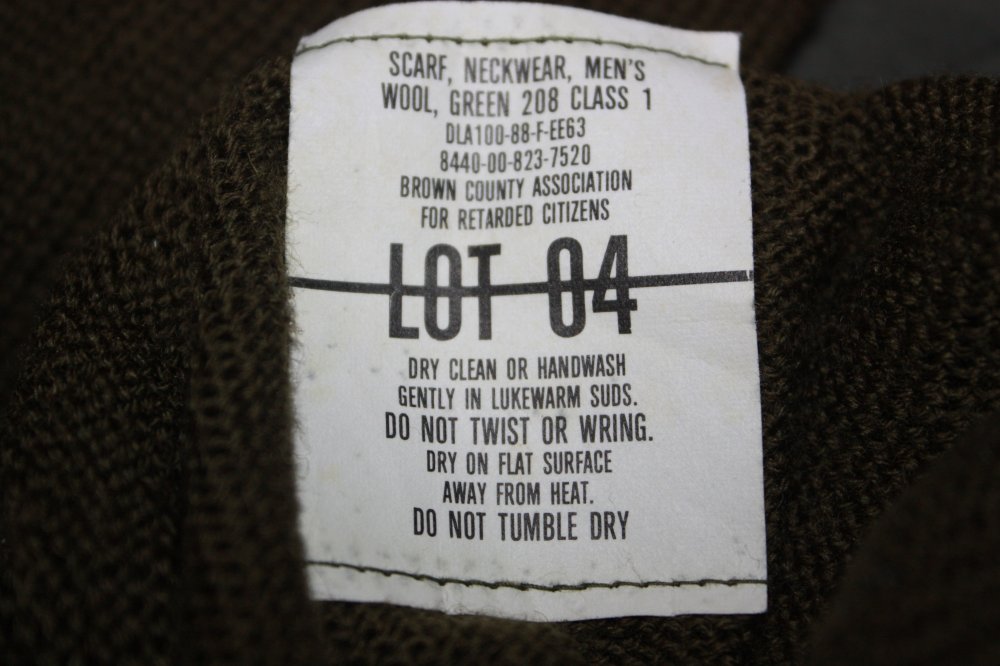 SCARF, NECKWEAR, MEN'S
WOOL, GREEN 208 CLASS 1
DLA100-88-F-EE63
8440-00-823-7520
BROWN COUNTY ASSOCIATION
FOR RETARDED CITIZENS
LOT 04
DRY CLEAN OR HANDWASH
GENTLY IN LUKEWARM SUDS.
DO NOT TWIST OR WRING.
DRY ON FLAT SURFACE
AWAY FROM HEAT.
DO NOT TUMBLE DRY